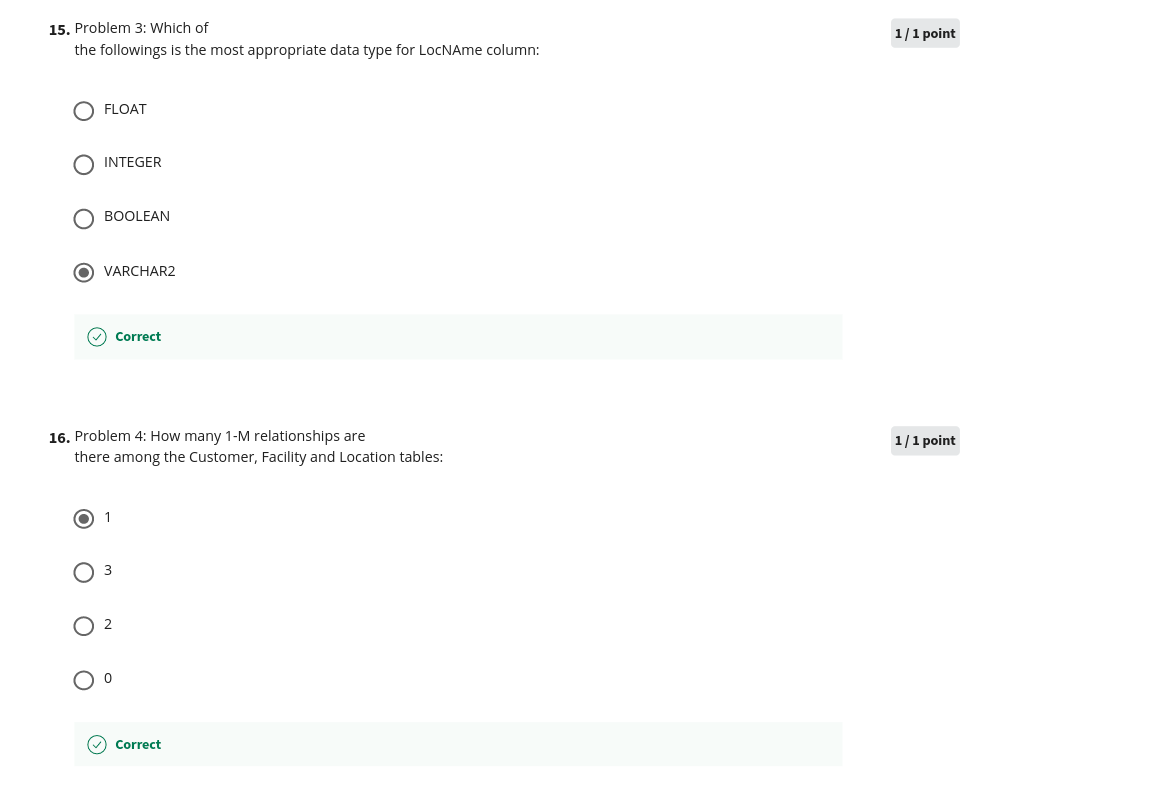 15. Problem 3: Which of
the followings is the most appropriate data type for LocNAme column:
1 / 1 point
FLOAT
INTEGER
BOOLEAN
VARCHAR2
Correct
16. Problem 4: How many 1-M relationships are
there among the Customer, Facility and Location tables:
1 / 1 point
1
3
2
0
Correct